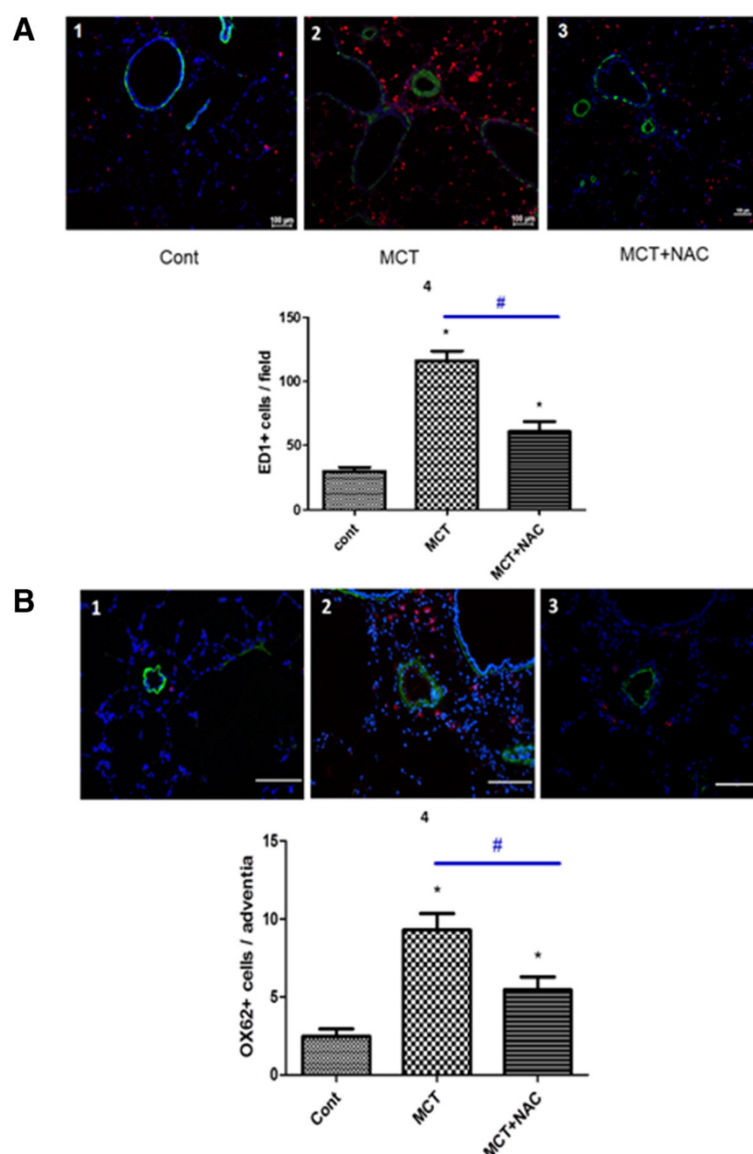 A
1
2
3
100 µm
100 µm
Cont
MCT
MCT+NAC
4
#
ED1+ cells / field
150
*
100
*
50
0
cont
MCT
MCT+NAC
B
1
2
3
4
#
OX62+ cells / adventia
15
*
10
*
5
0
Cont
MCT
MCT+NAC